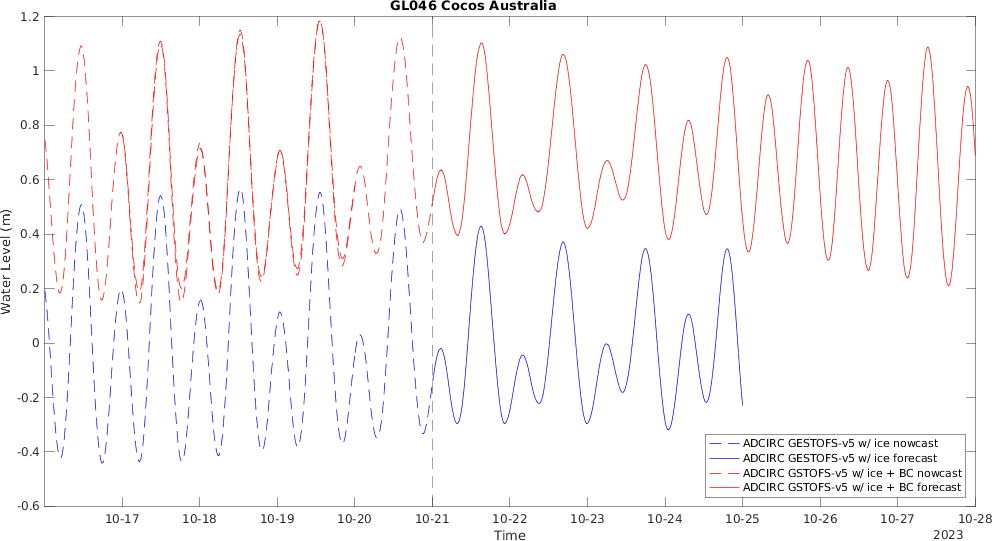 GL046 Cocos Australia
Water Level (m)
1.2
1
0.8
0.6
0.4
0.2
0
-0.2
-0.4
-0.6
ADCIRC GESTOFS-v5 w/ ice nowcast
ADCIRC GESTOFS-v5 w/ ice forecast
ADCIRC GSTOFS-v5 w/ ice + BC nowcast
ADCIRC GSTOFS-v5 w/ ice + BC forecast
10-17 10-18 10-19 10-20 10-21 10-22 10-23 10-24 10-25 10-26 10-27 10-28
Time
2023